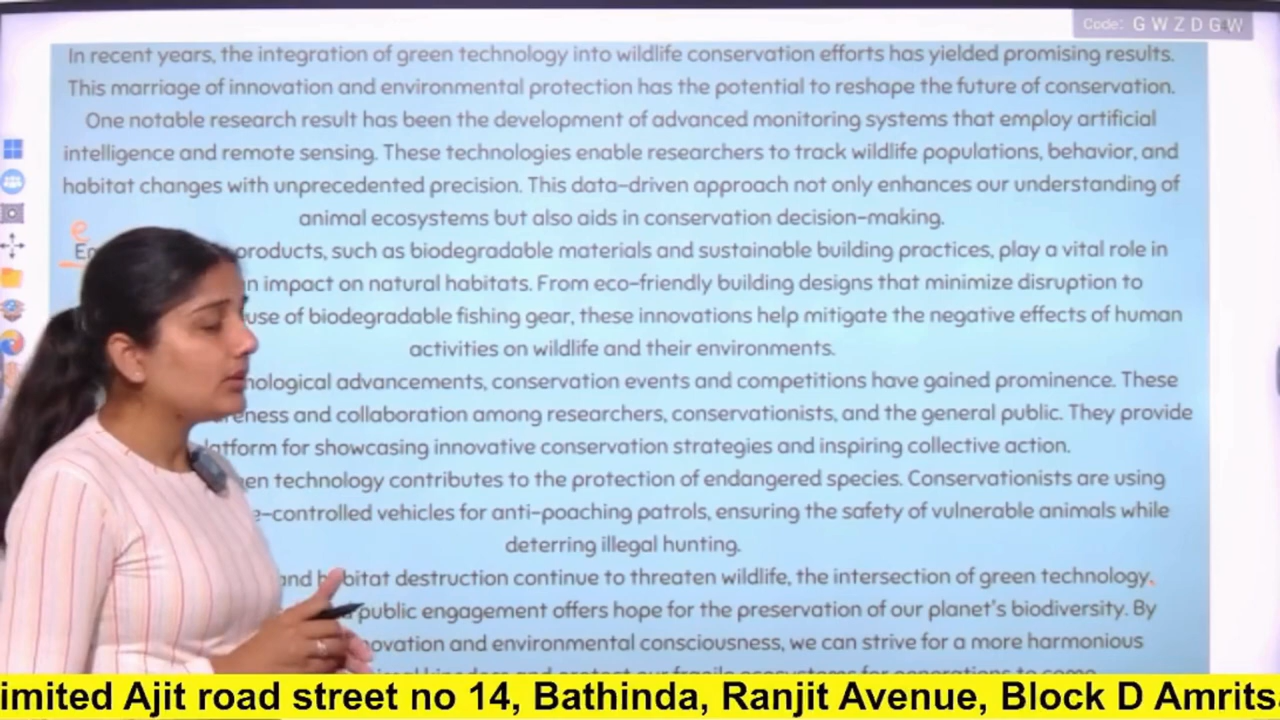 Code: G W Z D G W
In recent years, the integration of green technology into wildlife conservation efforts has yielded promising results.
This marriage of innovation and environmental protection has the potential to reshape the future of conservation.
One notable research result has been the development of advanced monitoring systems that employ artificial
intelligence and remote sensing. These technologies enable researchers to track wildlife populations, behavior, and
habitat changes with unprecedented precision. This data-driven approach not only enhances our understanding of
animal ecosystems but also aids in conservation decision-making.
e
products, such as biodegradable materials and sustainable building practices, play a vital role in
impact on natural habitats. From eco-friendly building designs that minimize disruption to
use of biodegradable fishing gear, these innovations help mitigate the negative effects of human
activities on wildlife and their environments.
advancements, conservation events and competitions have gained prominence. These
and collaboration among researchers, conservationists, and the general public. They provide
for showcasing innovative conservation strategies and inspiring collective action.
technology contributes to the protection of endangered species. Conservationists are using
-controlled vehicles for anti-poaching patrols, ensuring the safety of vulnerable animals while
deterring illegal hunting.
and habitat destruction continue to threaten wildlife, the intersection of green technology,
public engagement offers hope for the preservation of our planet's biodiversity. By
and environmental consciousness, we can strive for a more harmonious
imited Ajit road street no 14, Bathinda, Ranjit Avenue, Block D Amrits